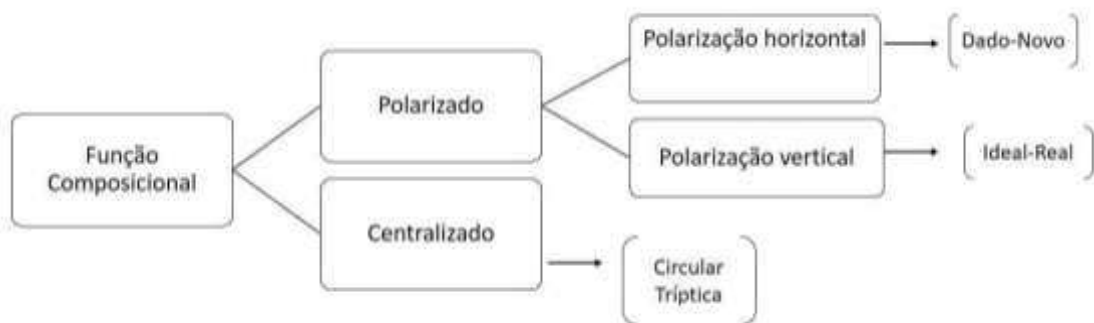 Função
Composicional
Polarizado
Centralizado
Polarização horizontal
Polarização vertical
Dado-Novo
Ideal-Real
Circular
Tríptica